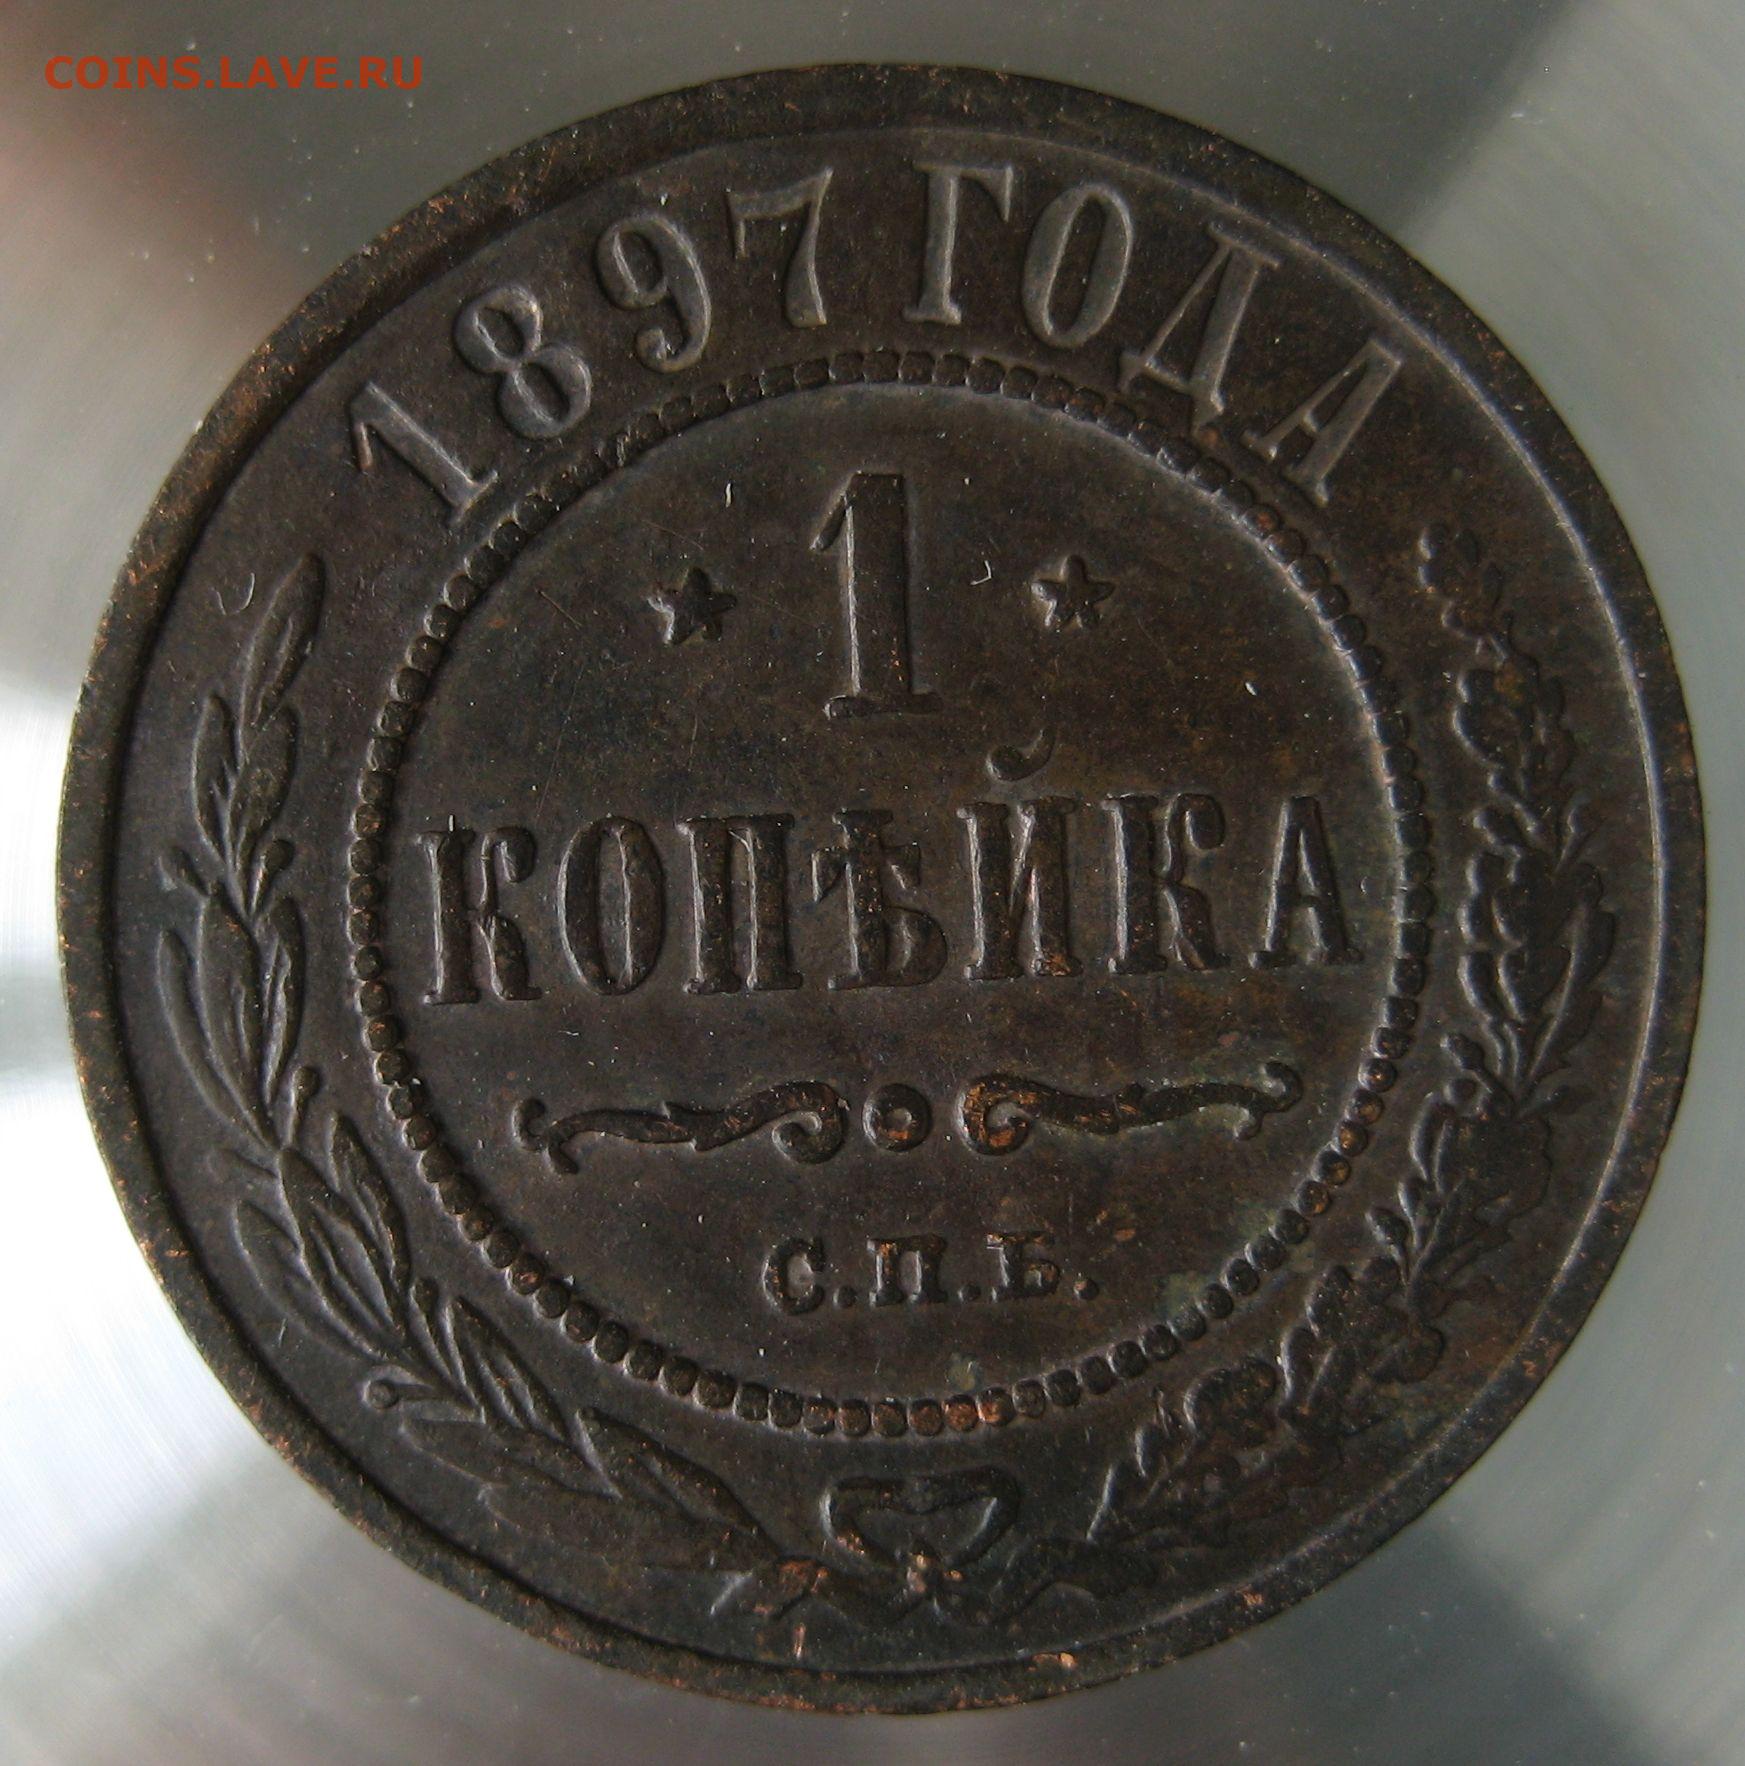 COINS.LAVE.RU
1897 ГОДА
1
КОПѢЙКА
С.П.Б.